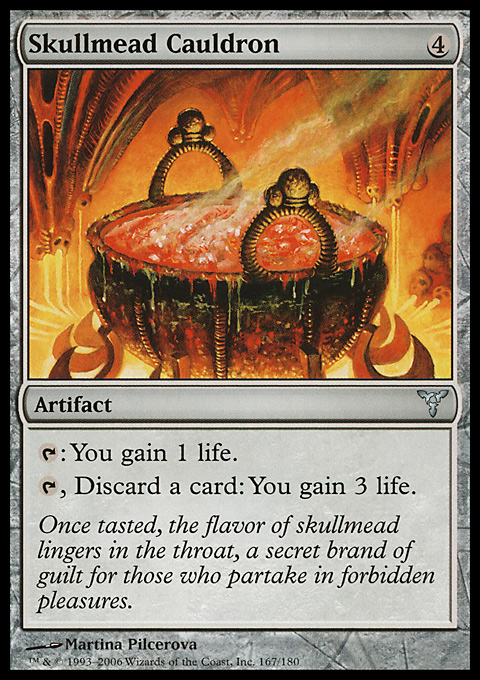 Skullmead Cauldron 4
Artifact
: You gain 1 life.
, Discard a card: You gain 3 life.
Once tasted, the flavor of skullmead
lingers in the throat, a secret brand of
guilt for those who partake in forbidden
pleasures.
Martina Pilcerova
™ & © 1993–2006 Wizards of the Coast, Inc. 167/180